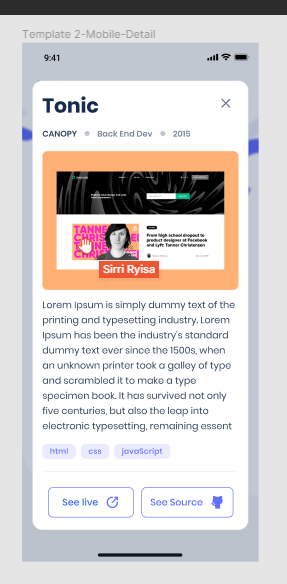 Template 2-Mobile-Detail
9:41
Tonic
CANOPY Back End Dev 2015
TANNER
CHRIS
From high school dropout to
product designer at Facebook
and Lyft: Tanner Christensen
Sirri Ryisa
Lorem Ipsum is simply dummy text of the
printing and typesetting industry. Lorem
Ipsum has been the industry's standard
dummy text ever since the 1500s, when
an unknown printer took a galley of type
and scrambled it to make a type
specimen book. It has survived not only
five centuries, but also the leap into
electronic typesetting, remaining essent
html css javaScript
See live See Source